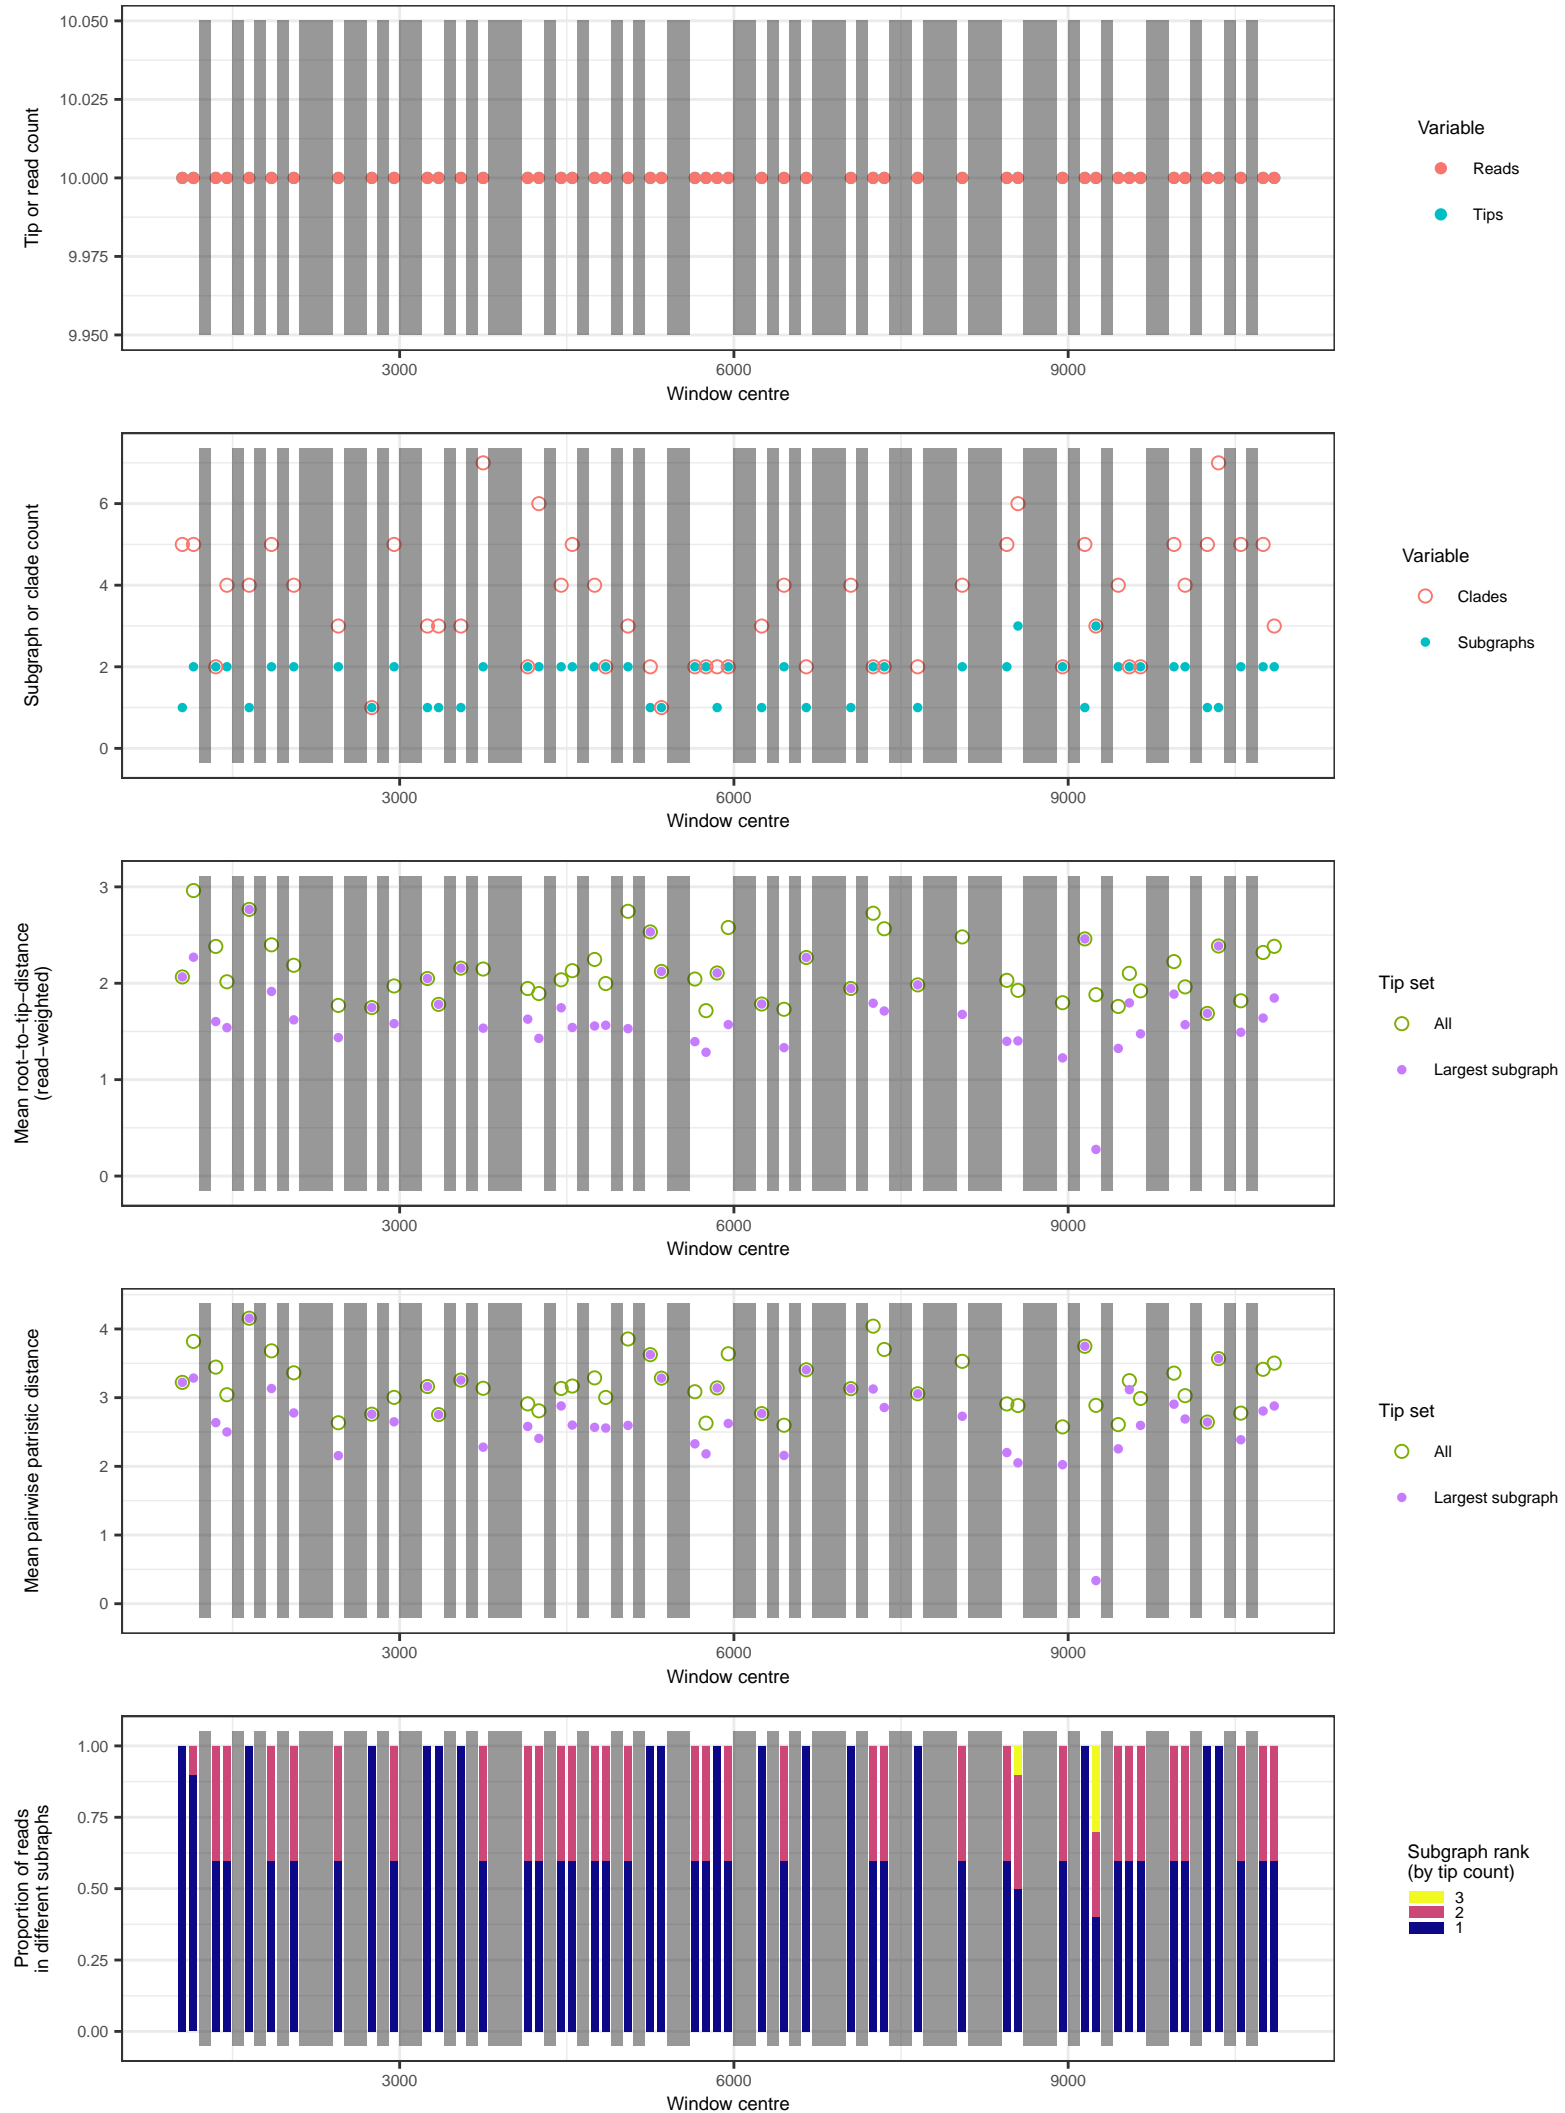 10.050
10.025
10.000
9.975
9.950
Tip or read count
3000
6000
9000
Window centre
Variable
Reads
Tips
6
4
2
0
Subgraph or clade count
3000
6000
9000
Window centre
Variable
Clades
Subgraphs
3
2
1
0
Mean root−to−tip−distance
(read−weighted)
3000
6000
9000
Window centre
Tip set
All
Largest subgraph
4
3
2
1
0
Mean pairwise patristic distance
3000
6000
9000
Window centre
Tip set
All
Largest subgraph
1.00
0.75
0.50
0.25
0.00
Proportion of reads
in different subraphs
3000
6000
9000
Window centre
Subgraph rank
(by tip count)
3
2
1